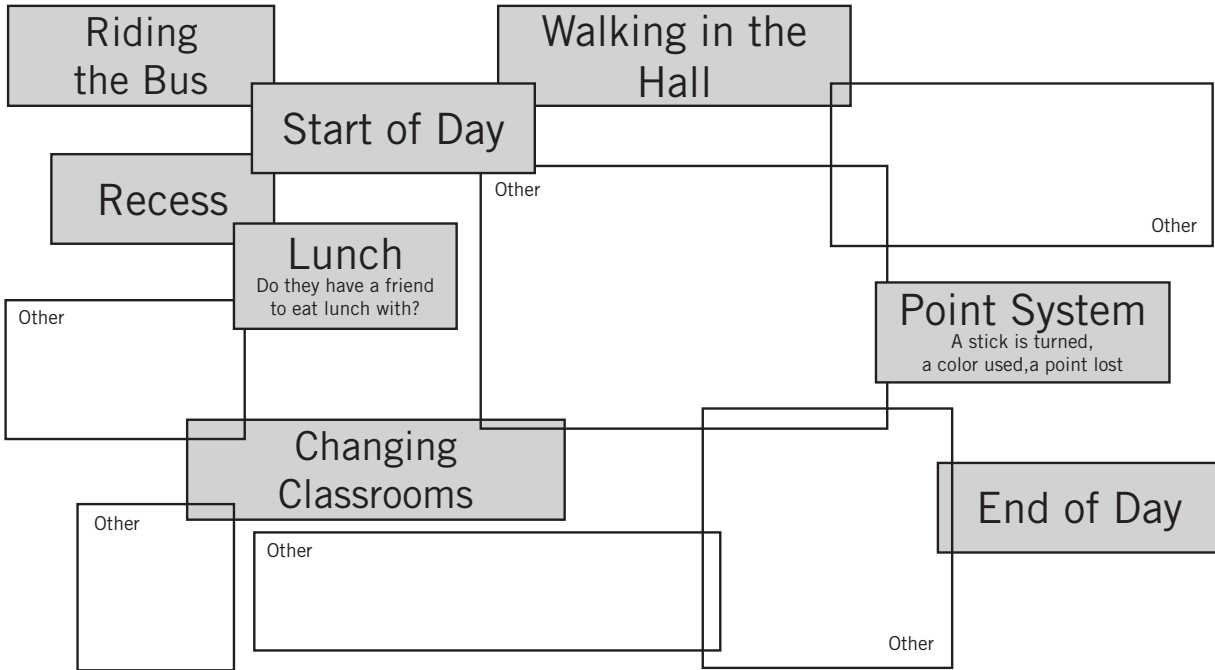 Riding
the Bus
Walking in the
Hall
Start of Day
Recess
Other
Other
Lunch
Do they have a friend
to eat lunch with?
Other
Point System
A stick is turned,
a color used,a point lost
Changing
Classrooms
End of Day
Other
Other
Other